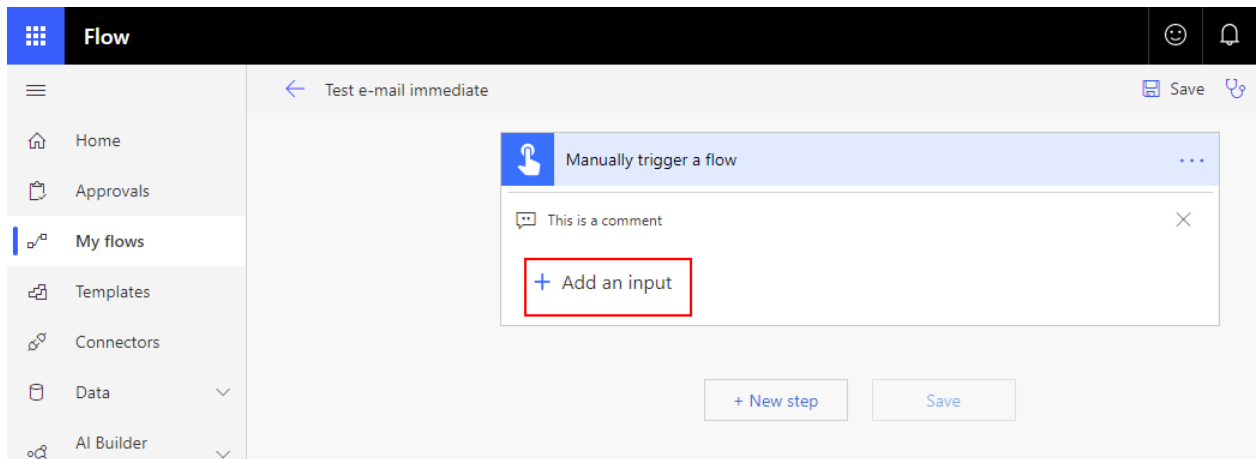 Flow
Test e-mail immediate
Save
Home
Approvals
My flows
Templates
Connectors
Data
AI Builder
Manually trigger a flow
This is a comment
+ Add an input
+ New step
Save